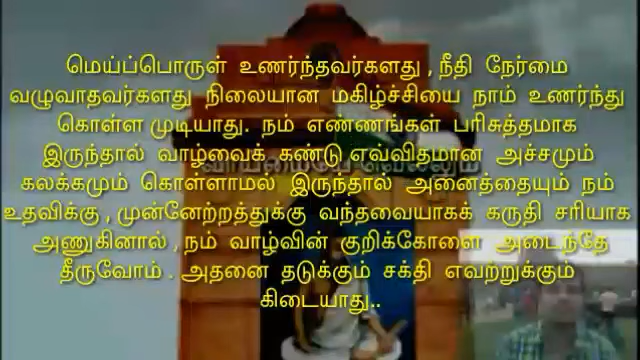 மெய்ப்பொருள் உணர்ந்தவர்களது , நீதி நேர்மை
வழுவாதவர்களது நிலையான மகிழ்ச்சியை நாம் உணர்ந்து
கொள்ள முடியாது. நம் எண்ணங்கள் பரிசுத்தமாக
இருந்தால் வாழ்வைக் கண்டு எவ்விதமான அச்சமும்
வாய்மையே வெல்லும்
கலக்கமும் கொள்ளாமல் இருந்தால் அனைத்தையும் நம்
உதவிக்கு , முன்னேற்றத்துக்கு வந்தவையாகக் கருதி சரியாக
அணுகினால் , நம் வாழ்வின் குறிக்கோளை அடைந்தே
தீருவோம் . அதனை தடுக்கும் சக்தி எவற்றுக்கும்
கிடையாது..